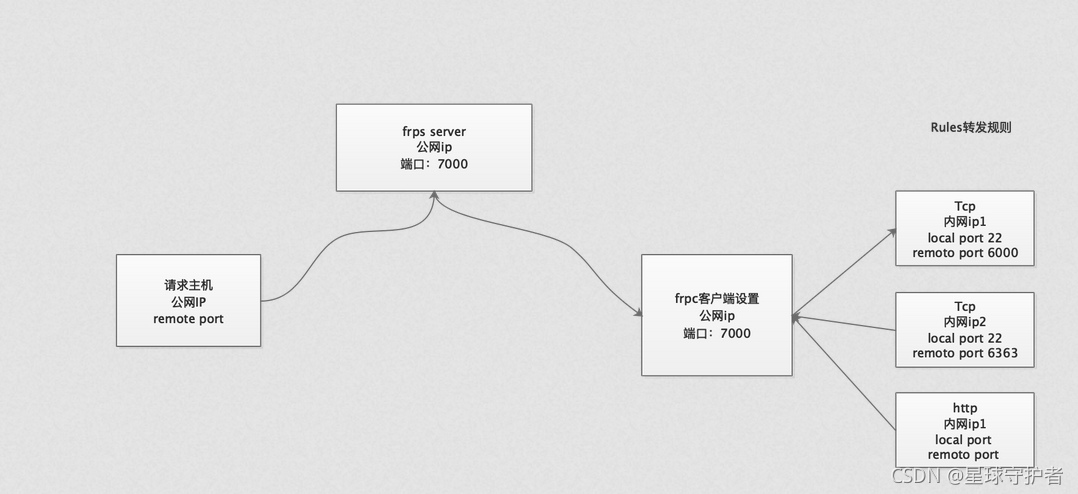 frps server
公网ip
端口：7000
Rules转发规则
请求主机
公网IP
remote port
frpc客户端设置
公网ip
端口：7000
Tcp
内网ip1
local port 22
remoto port 6000
Tcp
内网ip2
local port 22
remoto port 6363
http
内网ip1
local port
remoto port
CSDN @星球守护者